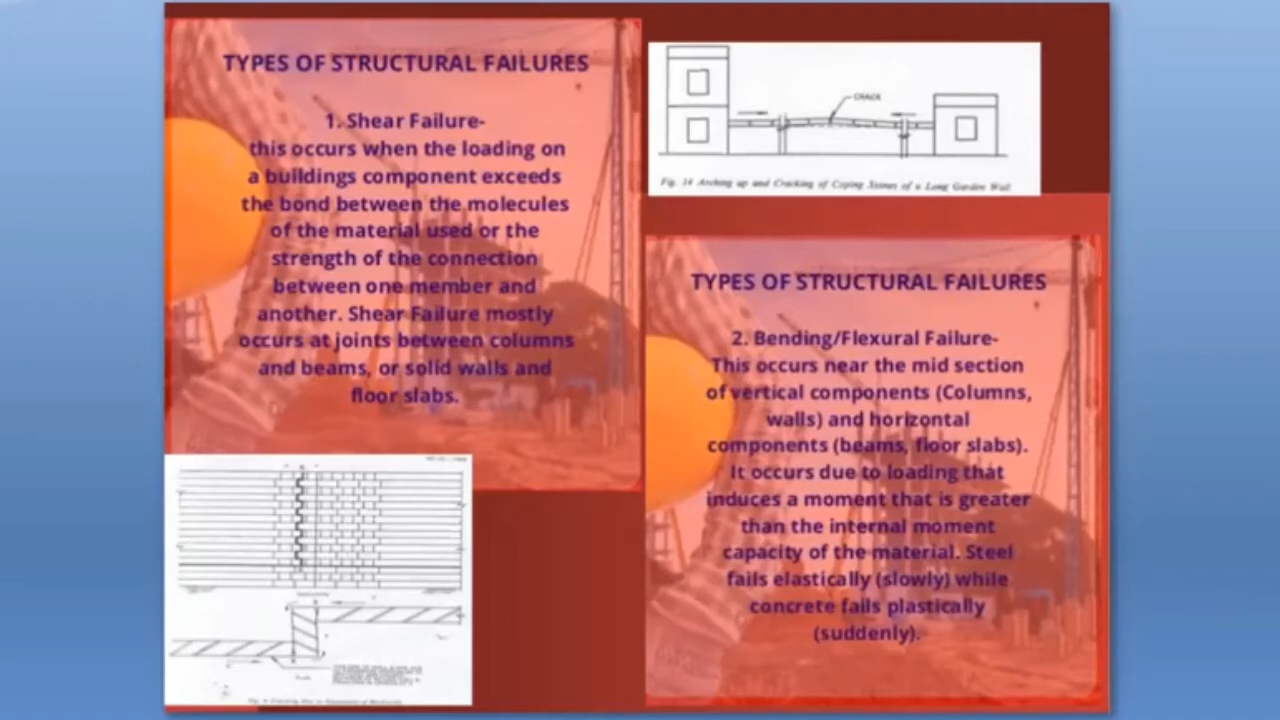 TYPES OF STRUCTURAL FAILURES
1. Shear Failure-
this occurs when the loading on
a buildings component exceeds
the bond between the molecules
of the material used or the
strength of the connection
between one member and
another. Shear Failure mostly
occurs at joints between columns
and beams, or solid walls and
floor slabs.
CRACK
Fig. 14 Arching up and Cracking of Coping Stones of a Long Garden Wall
TYPES OF STRUCTURAL FAILURES
2. Bending/Flexural Failure-
This occurs near the mid section
of vertical components (Columns,
walls) and horizontal
components (beams, floor slabs).
It occurs due to loading that
induces a moment that is greater
than the internal moment
capacity of the material. Steel
fails elastically (slowly) while
concrete fails plastically
(suddenly).